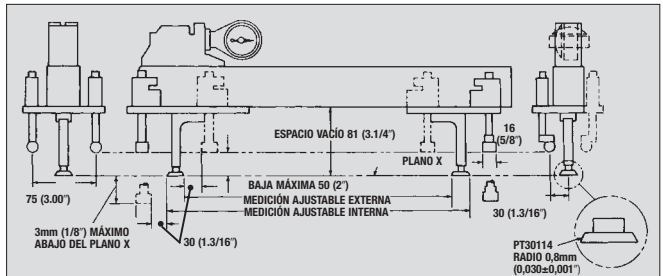 ESPACIO VACÍO 81 (3.1/4")
16
(5/8")
PLANO X
75 (3.00")
BAJA MÁXIMA 50 (2")
MEDICIÓN AJUSTABLE EXTERNA
MEDICIÓN AJUSTABLE INTERNA
30 (1.3/16")
3mm (1/8") MÁXIMO
ABAJO DEL PLANO X
30 (1.3/16")
PT30114
RADIO 0,8mm
(0,030±0,001"